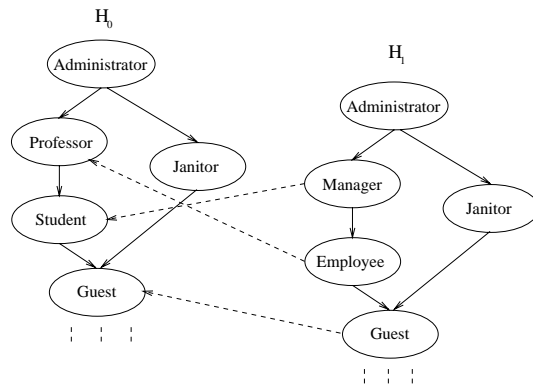 H0
Administrator
Professor
Janitor
Student
Guest
H1
Administrator
Manager
Janitor
Employee
Guest